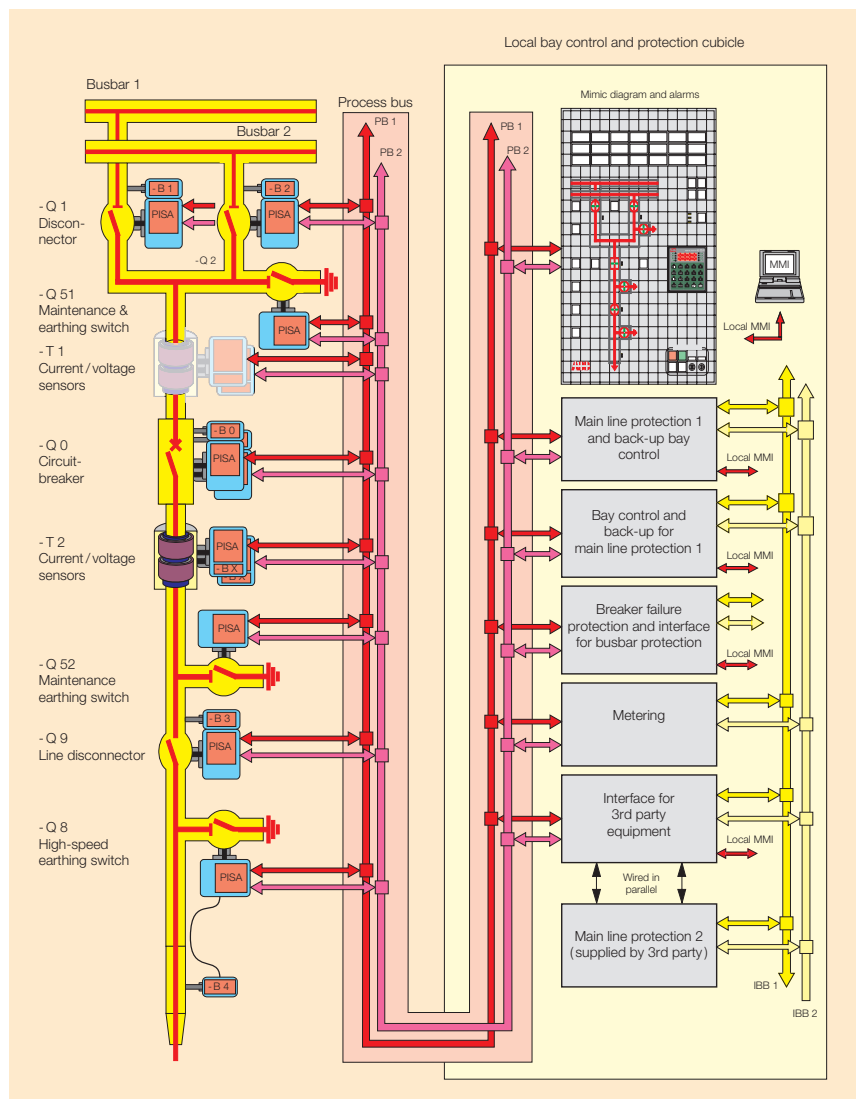 Local bay control and protection cubicle
Busbar 1
Busbar 2
Process bus
PB 1
PB 2
PB 1
PB 2
Mimic diagram and alarms
- B 1
PISA
- B 2
PISA
- Q 1
Discon-
nector
- Q 2
- Q 51
Maintenance &
earthing switch
PISA
MMI
Local MMI
- T 1
Current / voltage
sensors
- Q 0
Circuit-
breaker
- B 0
PISA
Main line protection 1
and back-up bay
control
Local MMI
- T 2
Current / voltage
sensors
PISA
- B X
- B X
Bay control and
back-up for
main line protection 1
Local MMI
PISA
Breaker failure
protection and interface
for busbar protection
Local MMI
- Q 52
Maintenance
earthing switch
- B 3
PISA
- Q 9
Line disconnector
Metering
- Q 8
High-speed
earthing switch
PISA
Interface for
3rd party
equipment
Local MMI
Wired in
parallel
Main line protection 2
(supplied by 3rd party)
- B 4
IBB 1
IBB 2